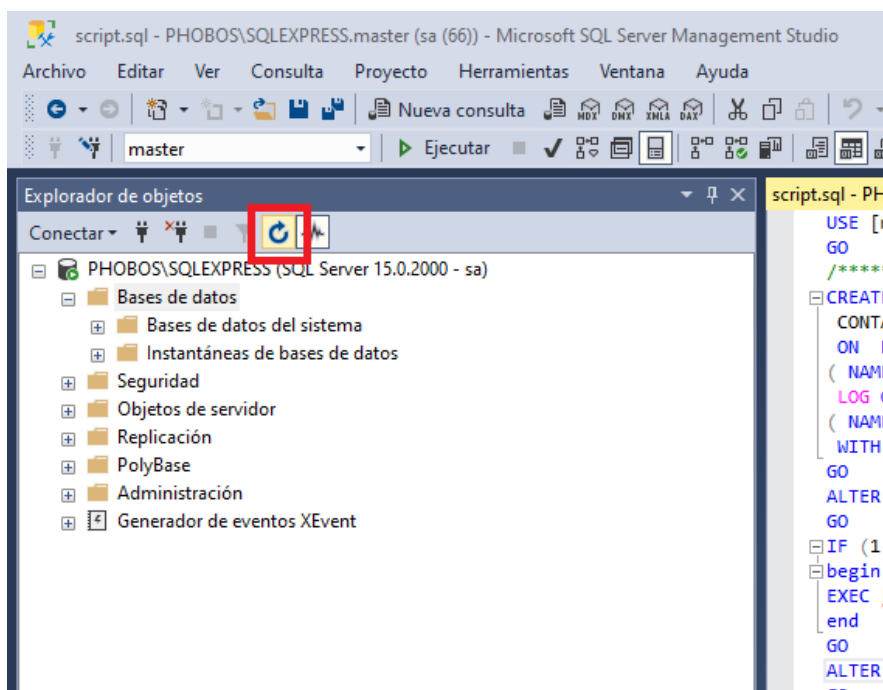 script.sql - PHOBOS\SQLEXPRESS.master (sa (66)) - Microsoft SQL Server Management Studio
Archivo Editar Ver Consulta Proyecto Herramientas Ventana Ayuda
Nueva consulta MDX DMX XMLA DAX
master Ejecutar
Explorador de objetos
Conectar
PHOBOS\SQLEXPRESS (SQL Server 15.0.2000 - sa)
Bases de datos
Bases de datos del sistema
Instantáneas de bases de datos
Seguridad
Objetos de servidor
Replicación
PolyBase
Administración
Generador de eventos XEvent
script.sql - PH
USE [
GO
/****
CREAT
CONT
ON
( NAM
LOG
( NAM
WITH
GO
ALTER
GO
IF (1
begin
EXEC
end
GO
ALTER